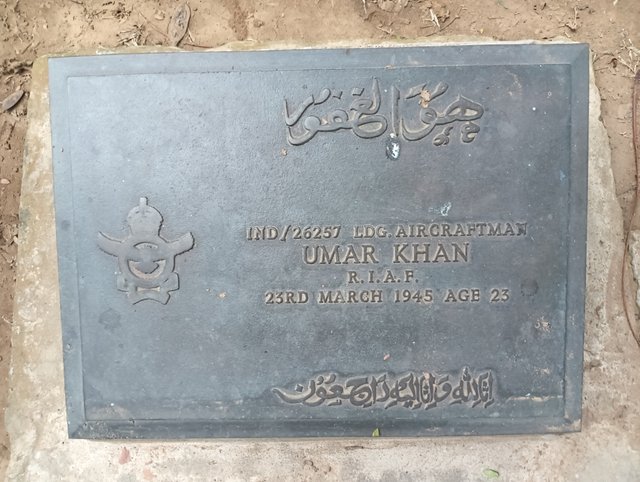 هو الغفور
IND/26257 LDG. AIRCRAFTMAN
UMAR KHAN
R.I.A.F.
23RD MARCH 1945 AGE 23
انا لله وانا اليه راجعون